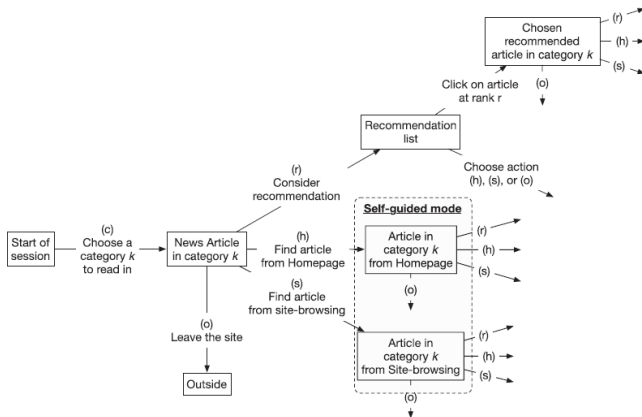 Chosen
recommended
article in category k
(r)
(h)
(s)
(o)
Click on article
at rank r
Recommendation
list
(r)
Consider
recommendation
Choose action
(h), (s), or (o)
Self-guided mode
Start of
session
(c)
Choose a
category k
to read in
News Article
in category k
(h)
Find article
from Homepage
Article in
category k
from Homepage
(r)
(h)
(s)
(o)
(s)
Find article
from site-browsing
(o)
Leave the site
Outside
Article in
category k
from Site-browsing
(r)
(h)
(s)
(o)